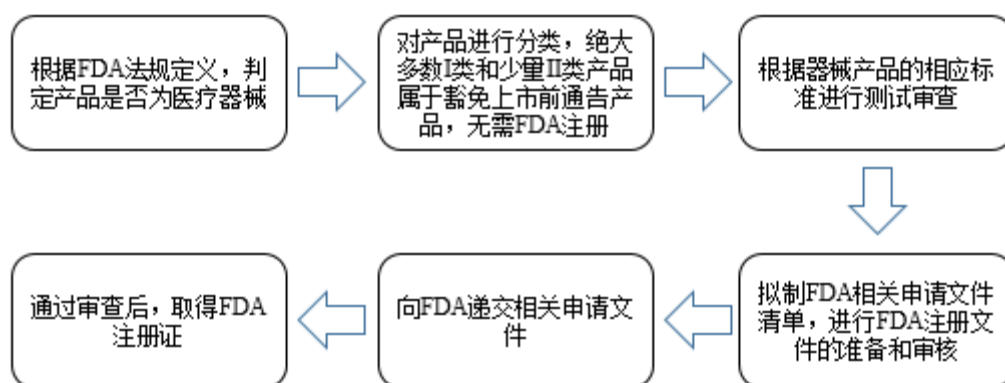 根据FDA法规定义，判
定产品是否为医疗器械
对产品进行分类，绝大
多数I类和少量II类产品
属于豁免上市前通告产
品，无需FDA注册
根据器械产品的相应标
准进行测试审查
拟制FDA相关申请文件
清单，进行FDA注册文
件的准备和审核
向FDA递交相关申请文
件
通过审查后，取得FDA
注册证